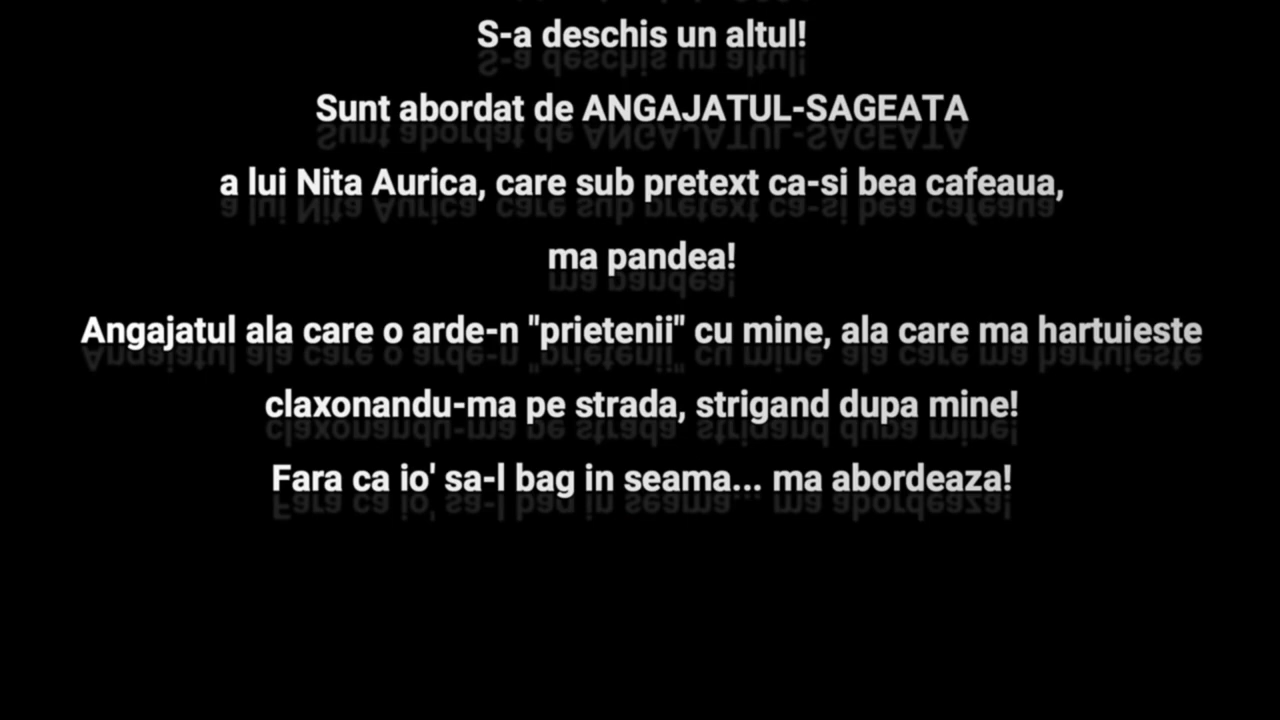 S-a deschis un altul!
Sunt abordat de ANGAJATUL-SAGEATA
a lui Nita Aurica, care sub pretext ca-si bea cafeaua,
ma pandea!
Angajatul ala care o arde-n "prietenii" cu mine, ala care ma hartuieste
claxonandu-ma pe strada, strigand dupa mine!
Fara ca io' sa-l bag in seama... ma abordeaza!